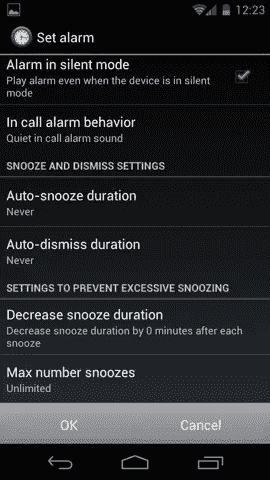 12:23
Set alarm
Alarm in silent mode
Play alarm even when the device is in silent
mode
In call alarm behavior
Quiet in call alarm sound
SNOOZE AND DISMISS SETTINGS
Auto-snooze duration
Never
Auto-dismiss duration
Never
SETTINGS TO PREVENT EXCESSIVE SNOOZING
Decrease snooze duration
Decrease snooze duration by 0 minutes after each
snooze
Max number snoozes
Unlimited
OK Cancel